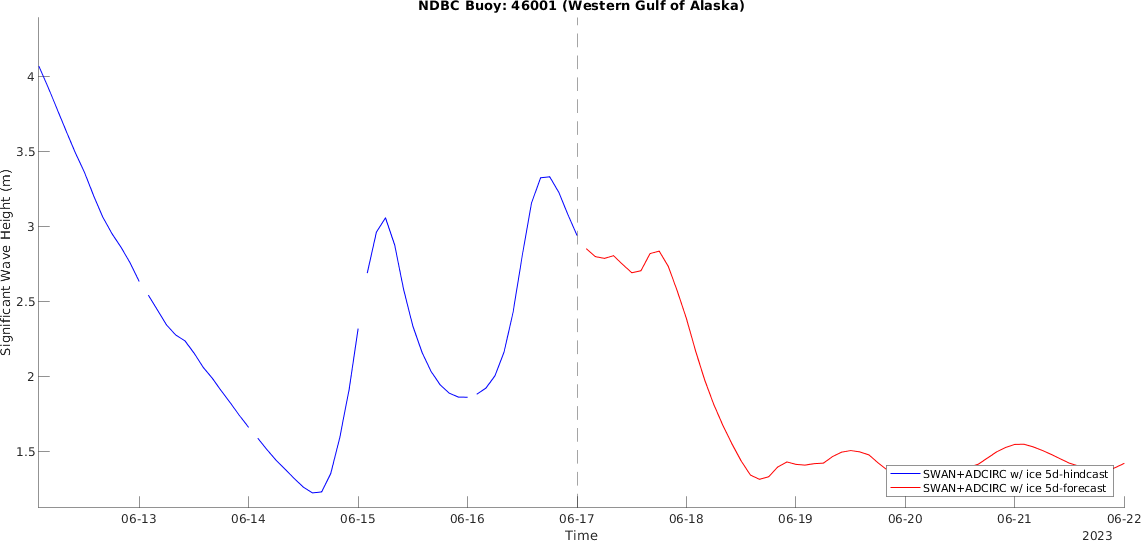 NDBC Buoy: 46001 (Western Gulf of Alaska)
4
3.5
3
2.5
2
1.5
Significant Wave Height (m)
SWAN+ADCIRC w/ ice 5d-hindcast
SWAN+ADCIRC w/ ice 5d-forecast
06-13 06-14 06-15 06-16 06-17 06-18 06-19 06-20 06-21 06-22
Time
2023